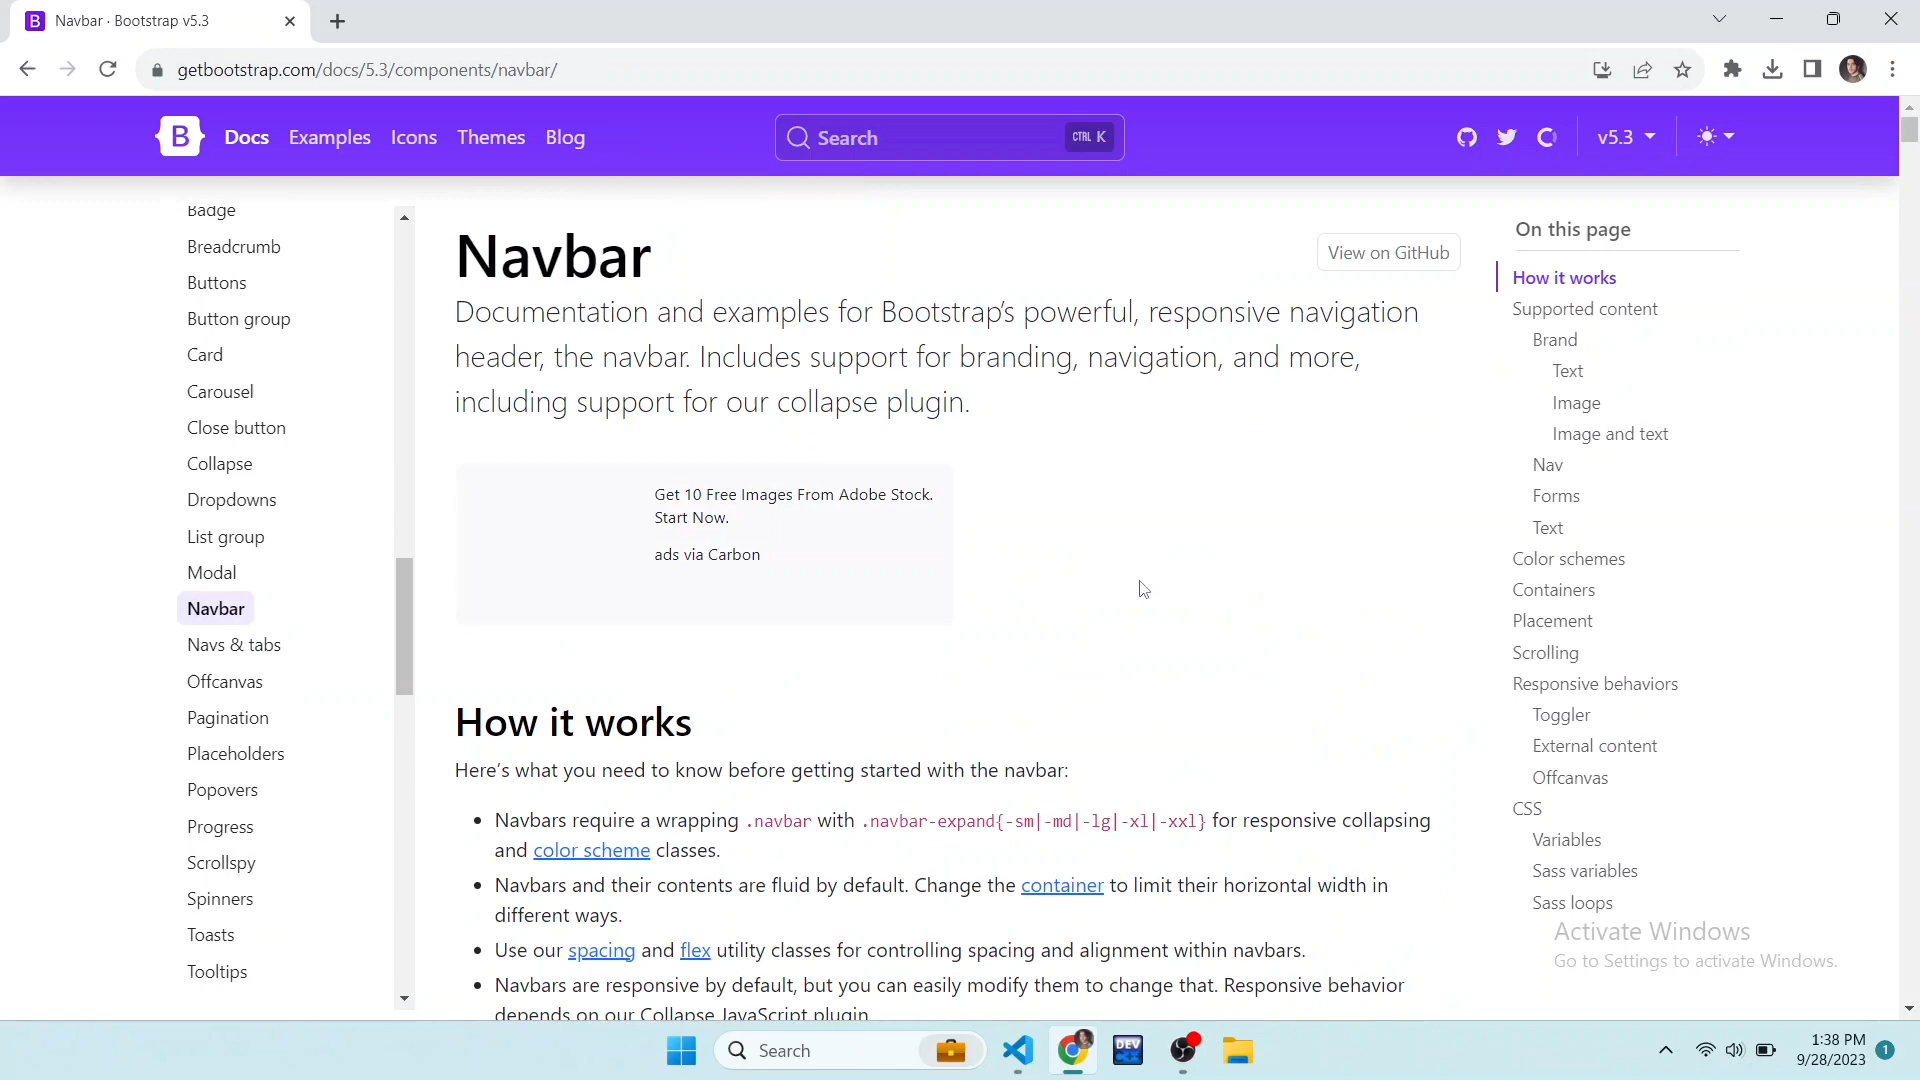 Navbar · Bootstrap v5.3
getbootstrap.com/docs/5.3/components/navbar/
B Docs Examples Icons Themes Blog Search CTRL K v5.3
Badge
Breadcrumb
Buttons
Button group
Card
Carousel
Close button
Collapse
Dropdowns
List group
Modal
Navbar
Navs & tabs
Offcanvas
Pagination
Placeholders
Popovers
Progress
Scrollspy
Spinners
Toasts
Tooltips
Navbar
View on GitHub
Documentation and examples for Bootstrap’s powerful, responsive navigation
header, the navbar. Includes support for branding, navigation, and more,
including support for our collapse plugin.
Get 10 Free Images From Adobe Stock.
Start Now.
ads via Carbon
How it works
Here’s what you need to know before getting started with the navbar:
• Navbars require a wrapping .navbar with .navbar-expand{-sm|-md|-lg|-xl|-xxl} for responsive collapsing
and color scheme classes.
• Navbars and their contents are fluid by default. Change the container to limit their horizontal width in
different ways.
• Use our spacing and flex utility classes for controlling spacing and alignment within navbars.
• Navbars are responsive by default, but you can easily modify them to change that. Responsive behavior
depends on our Collapse JavaScript plugin.
On this page
How it works
Supported content
Brand
Text
Image
Image and text
Nav
Forms
Text
Color schemes
Containers
Placement
Scrolling
Responsive behaviors
Toggler
External content
Offcanvas
CSS
Variables
Sass variables
Sass loops
Activate Windows
Go to Settings to activate Windows.
Search
DEV
1:38 PM
9/28/2023
1